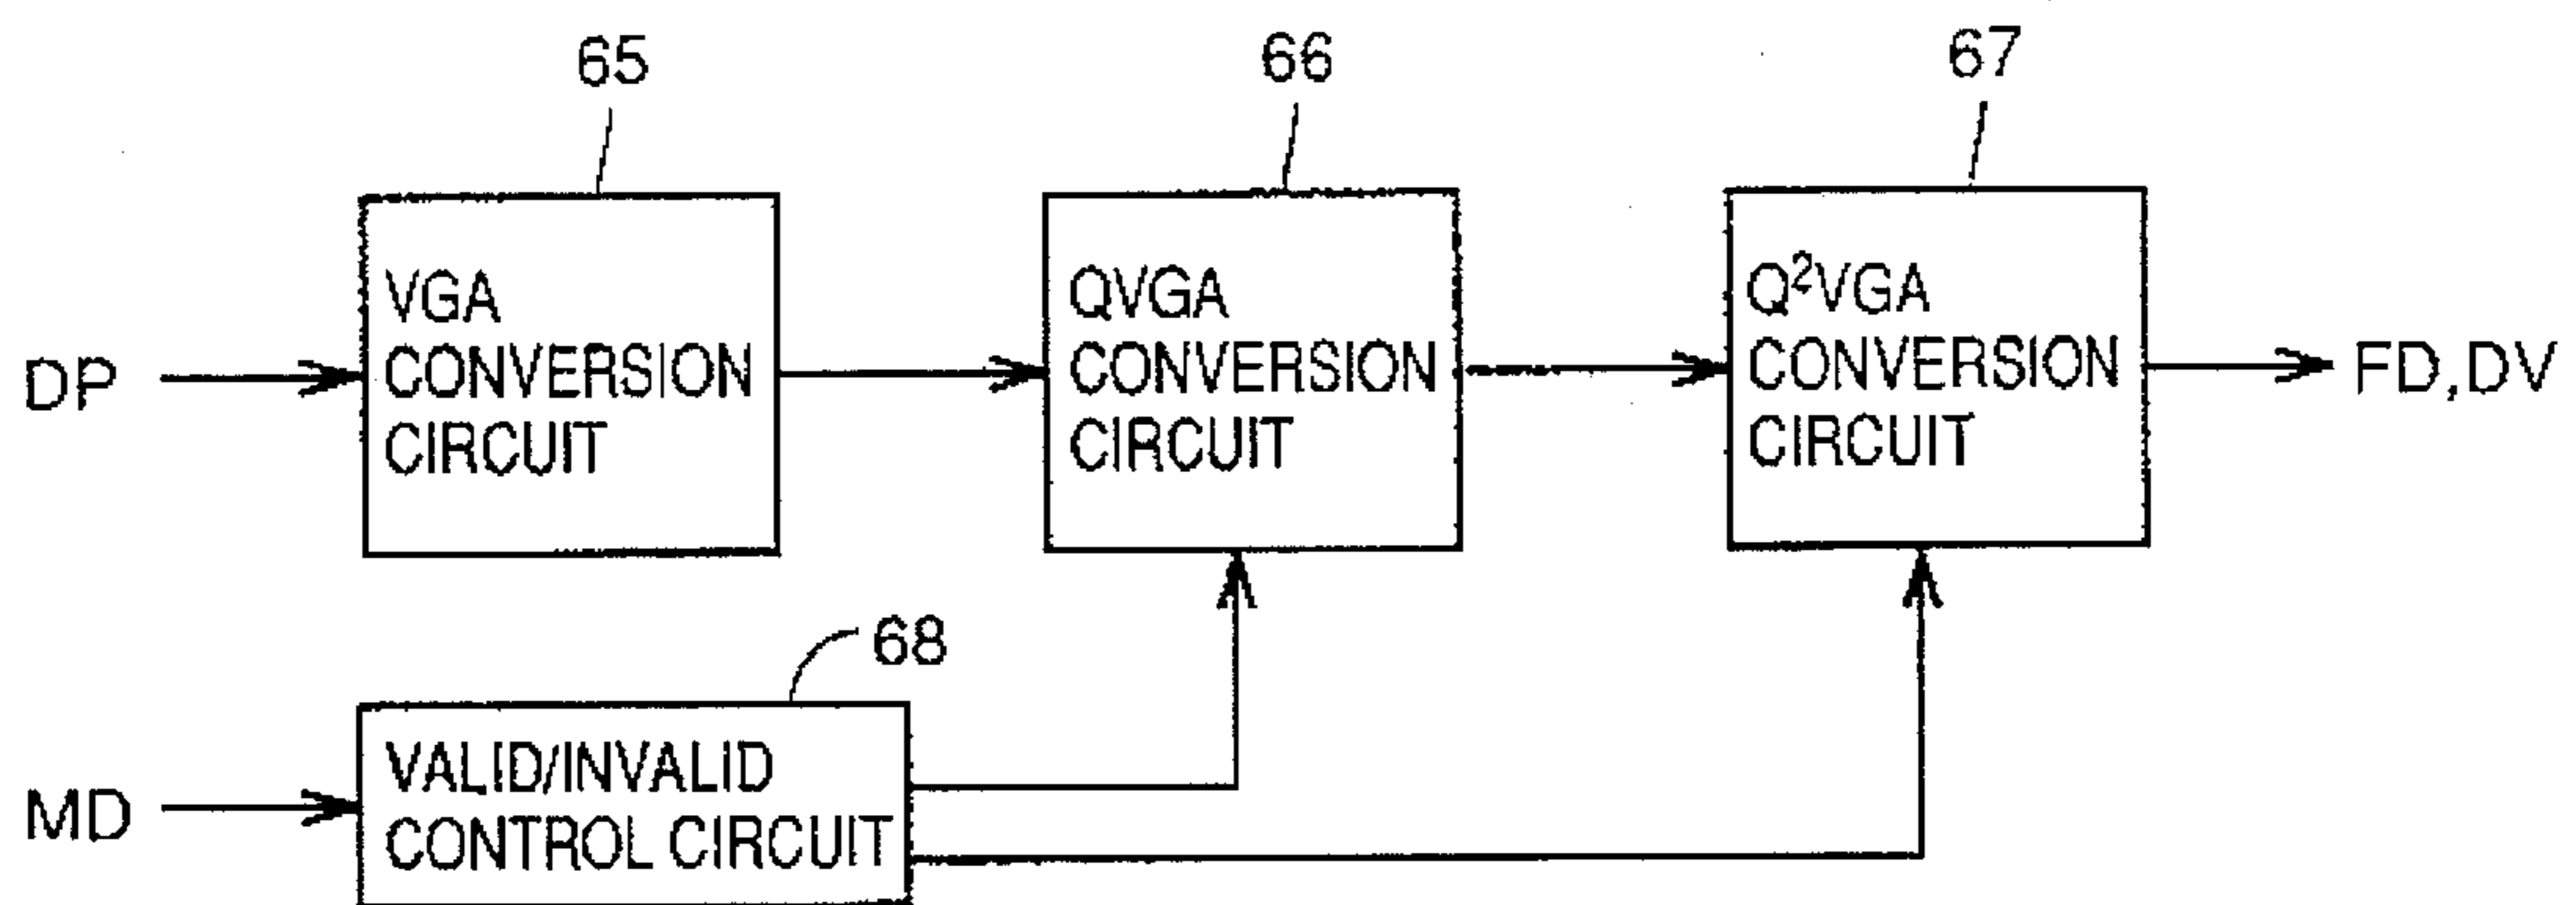 65
66
67
VGA
CONVERSION
CIRCUIT
QVGA
CONVERSION
CIRCUIT
Q²VGA
CONVERSION
CIRCUIT
DP
FD,DV
68
MD
VALID/INVALID
CONTROL CIRCUIT